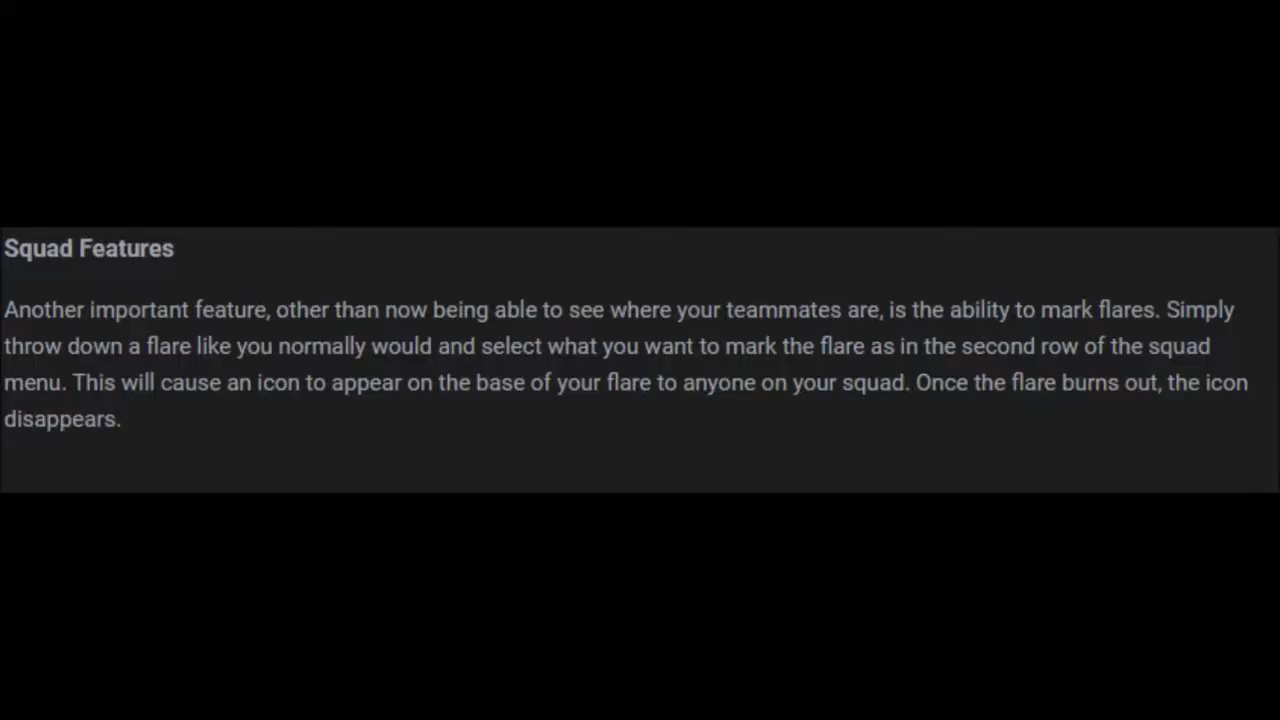 Squad Features
Another important feature, other than now being able to see where your teammates are, is the ability to mark flares. Simply
throw down a flare like you normally would and select what you want to mark the flare as in the second row of the squad
menu. This will cause an icon to appear on the base of your flare to anyone on your squad. Once the flare burns out, the icon
disappears.